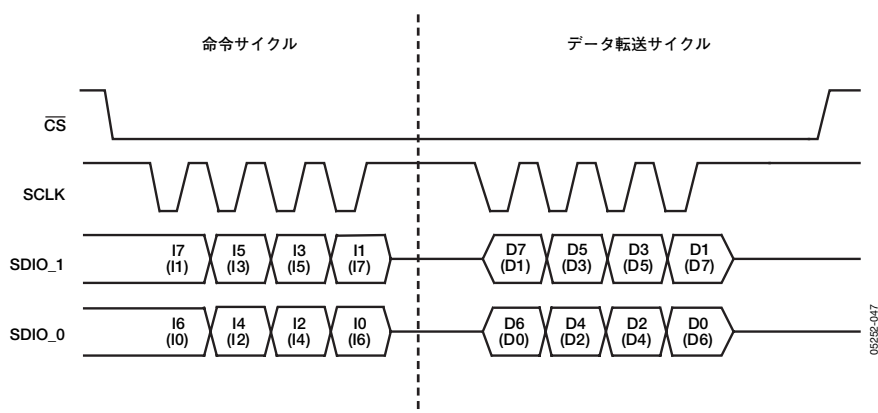 命令サイクル データ転送サイクル
CS
SCLK
SDIO_1 I7 I5 I3 I1 D7 D5 D3 D1
(I1) (I3) (I5) (I7) (D1) (D3) (D5) (D7)
SDIO_0 I6 I4 I2 I0 D6 D4 D2 D0
(I0) (I2) (I4) (I6) (D0) (D2) (D4) (D6)
05252-047